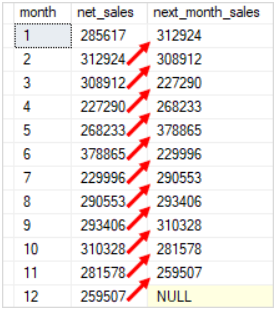 month net_sales next_month_sales
1 285617 312924
2 312924 308912
3 308912 227290
4 227290 268233
5 268233 378865
6 378865 229996
7 229996 290553
8 290553 293406
9 293406 310328
10 310328 281578
11 281578 259507
12 259507 NULL